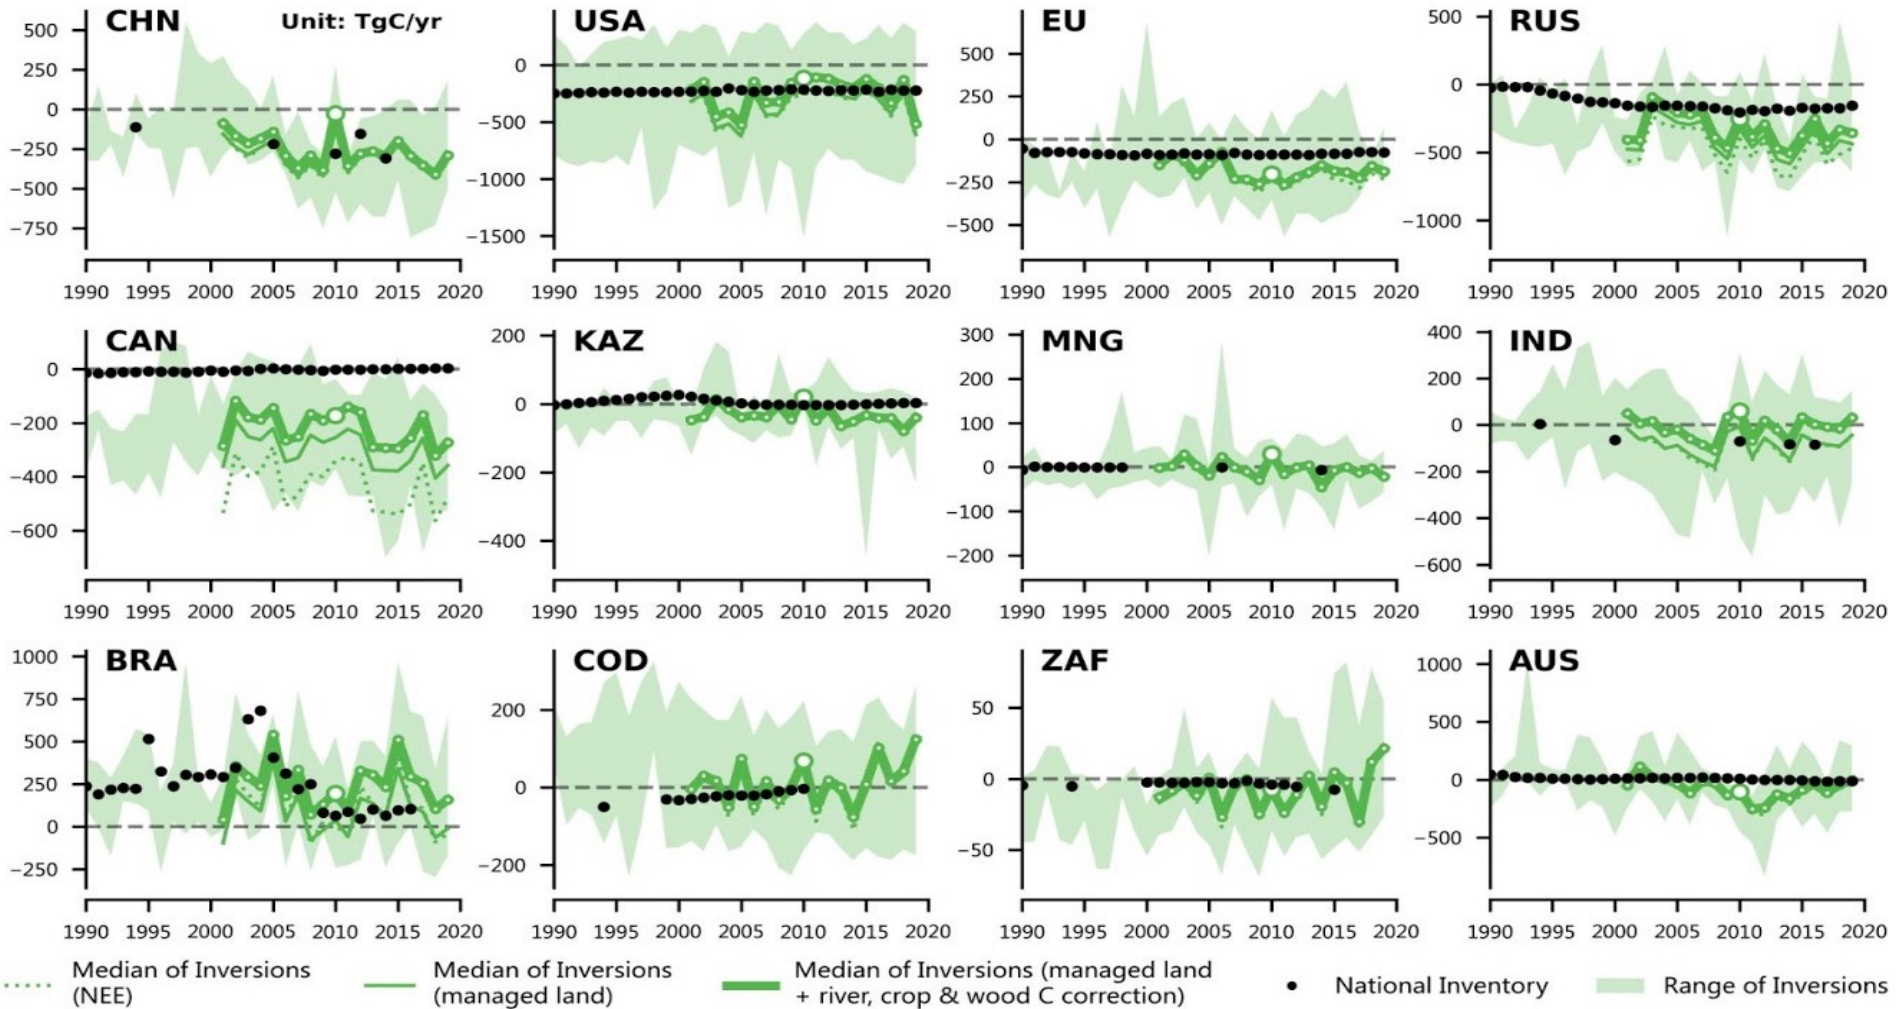 CHN
Unit: TgC/yr
500
250
0
−250
−500
−750
1990 1995 2000 2005 2010 2015 2020
USA
0
−500
−1000
−1500
1990 1995 2000 2005 2010 2015 2020
EU
500
250
0
−250
−500
1990 1995 2000 2005 2010 2015 2020
RUS
500
0
−500
−1000
1990 1995 2000 2005 2010 2015 2020
CAN
0
−200
−400
−600
1990 1995 2000 2005 2010 2015 2020
KAZ
200
0
−200
−400
1990 1995 2000 2005 2010 2015 2020
MNG
300
200
100
0
−100
−200
1990 1995 2000 2005 2010 2015 2020
IND
400
200
0
−200
−400
−600
1990 1995 2000 2005 2010 2015 2020
BRA
1000
750
500
250
0
−250
1990 1995 2000 2005 2010 2015 2020
COD
200
0
−200
1990 1995 2000 2005 2010 2015 2020
ZAF
50
0
−50
1990 1995 2000 2005 2010 2015 2020
AUS
1000
500
0
−500
1990 1995 2000 2005 2010 2015 2020
Median of Inversions
(NEE)
Median of Inversions
(managed land)
Median of Inversions (managed land
+ river, crop & wood C correction)
National Inventory
Range of Inversions